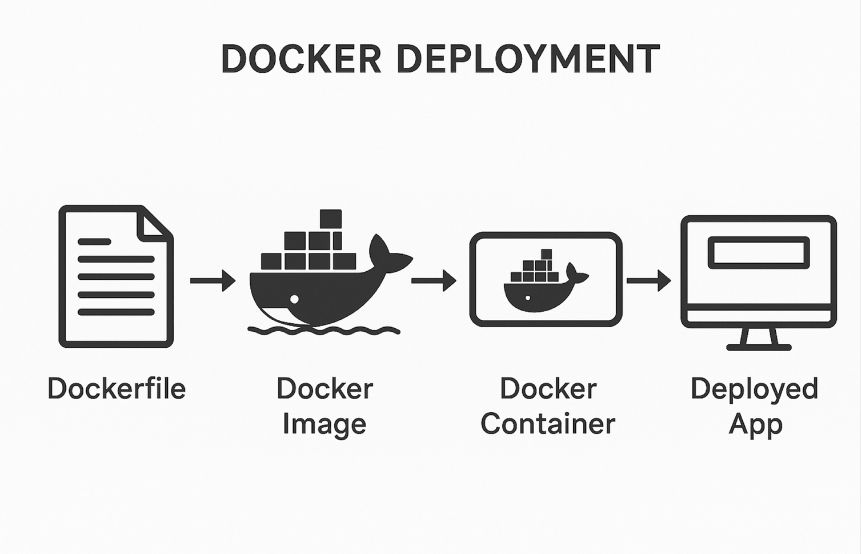 DOCKER DEPLOYMENT
Dockerfile
Docker
Image
Docker
Container
Deployed
App